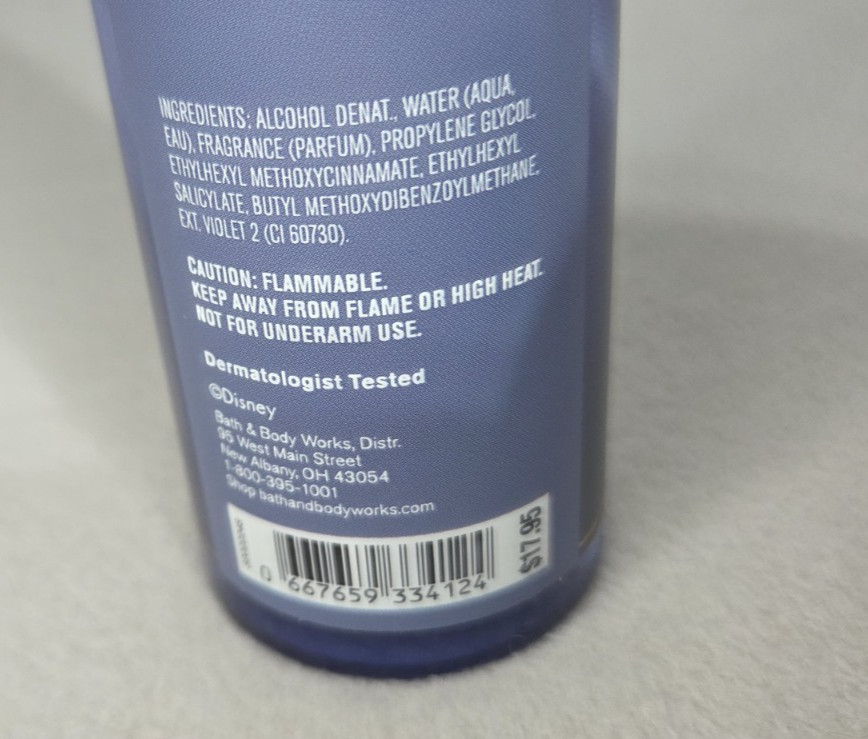 INGREDIENTS: ALCOHOL DENAT., WATER (AQUA,
EAU), FRAGRANCE (PARFUM), PROPYLENE GLYCOL,
ETHYLHEXYL METHOXYCINNAMATE, ETHYLHEXYL
SALICYLATE, BUTYL METHOXYDIBENZOYLMETHANE,
EXT. VIOLET 2 (CI 60730).
CAUTION: FLAMMABLE.
KEEP AWAY FROM FLAME OR HIGH HEAT.
NOT FOR UNDERARM USE.
Dermatologist Tested
©Disney
Bath & Body Works, Distr.
95 West Main Street
New Albany, OH 43054
1-800-395-1001
Shop bathandbodyworks.com
$17.95
0 667659 334124